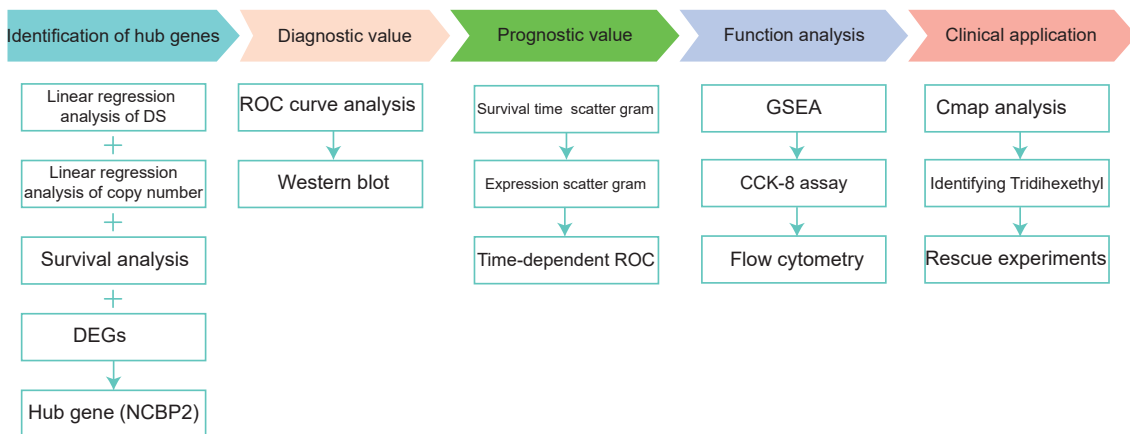 Identification of hub genes
Diagnostic value
Prognostic value
Function analysis
Clinical application
Linear regression
analysis of DS
+
Linear regression
analysis of copy number
+
Survival analysis
+
DEGs
Hub gene (NCBP2)
ROC curve analysis
Western blot
Survival time scatter gram
Expression scatter gram
Time-dependent ROC
GSEA
CCK-8 assay
Flow cytometry
Cmap analysis
Identifying Tridihexethyl
Rescue experiments